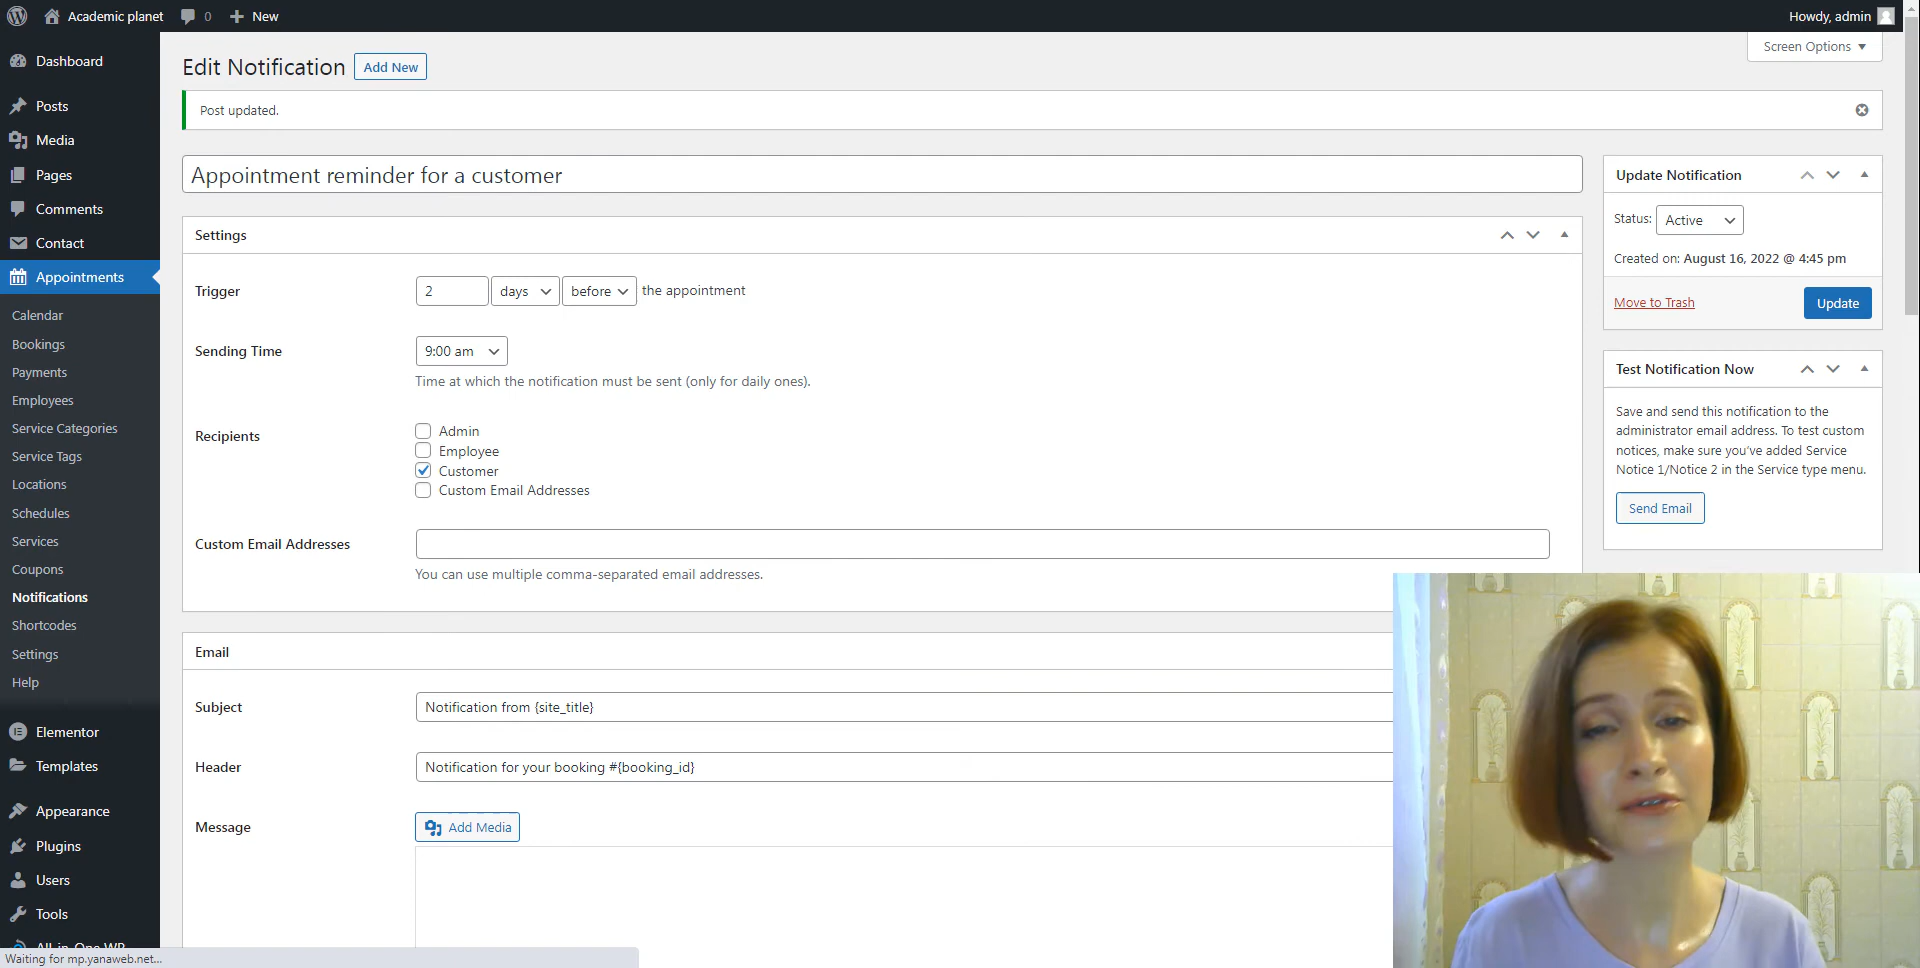 Academic planet
0
New
Howdy, admin
Screen Options
Dashboard
Posts
Media
Pages
Comments
Contact
Appointments
Calendar
Bookings
Payments
Employees
Service Categories
Service Tags
Locations
Schedules
Services
Coupons
Notifications
Shortcodes
Settings
Help
Elementor
Templates
Appearance
Plugins
Users
Tools
All-in-One WP
Waiting for mp.yanaweb.net...
Edit Notification
Add New
Post updated.
Appointment reminder for a customer
Settings
Trigger
2 days before the appointment
Sending Time
9:00 am
Time at which the notification must be sent (only for daily ones).
Recipients
Admin
Employee
Customer
Custom Email Addresses
Custom Email Addresses
You can use multiple comma-separated email addresses.
Email
Subject
Notification from {site_title}
Header
Notification for your booking #{booking_id}
Message
Add Media
Update Notification
Status: Active
Created on: August 16, 2022 @ 4:45 pm
Move to Trash
Update
Test Notification Now
Save and send this notification to the
administrator email address. To test custom
notices, make sure you've added Service
Notice 1/Notice 2 in the Service type menu.
Send Email